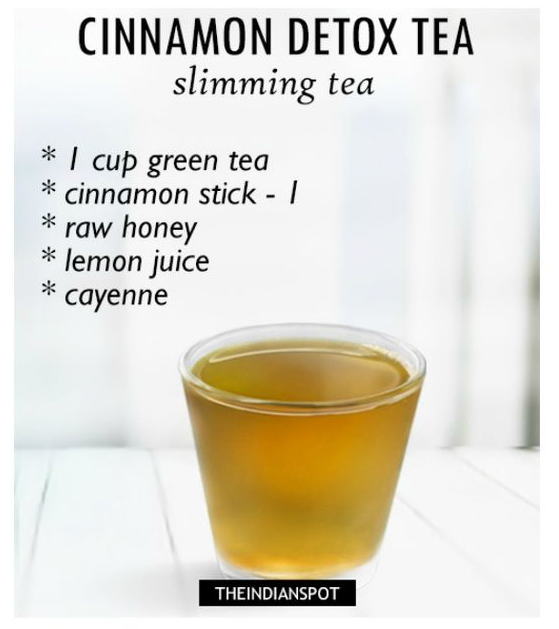 CINNAMON DETOX TEA
slimming tea
* 1 cup green tea
* cinnamon stick - 1
* raw honey
* lemon juice
* cayenne
THEINDIANSPOT